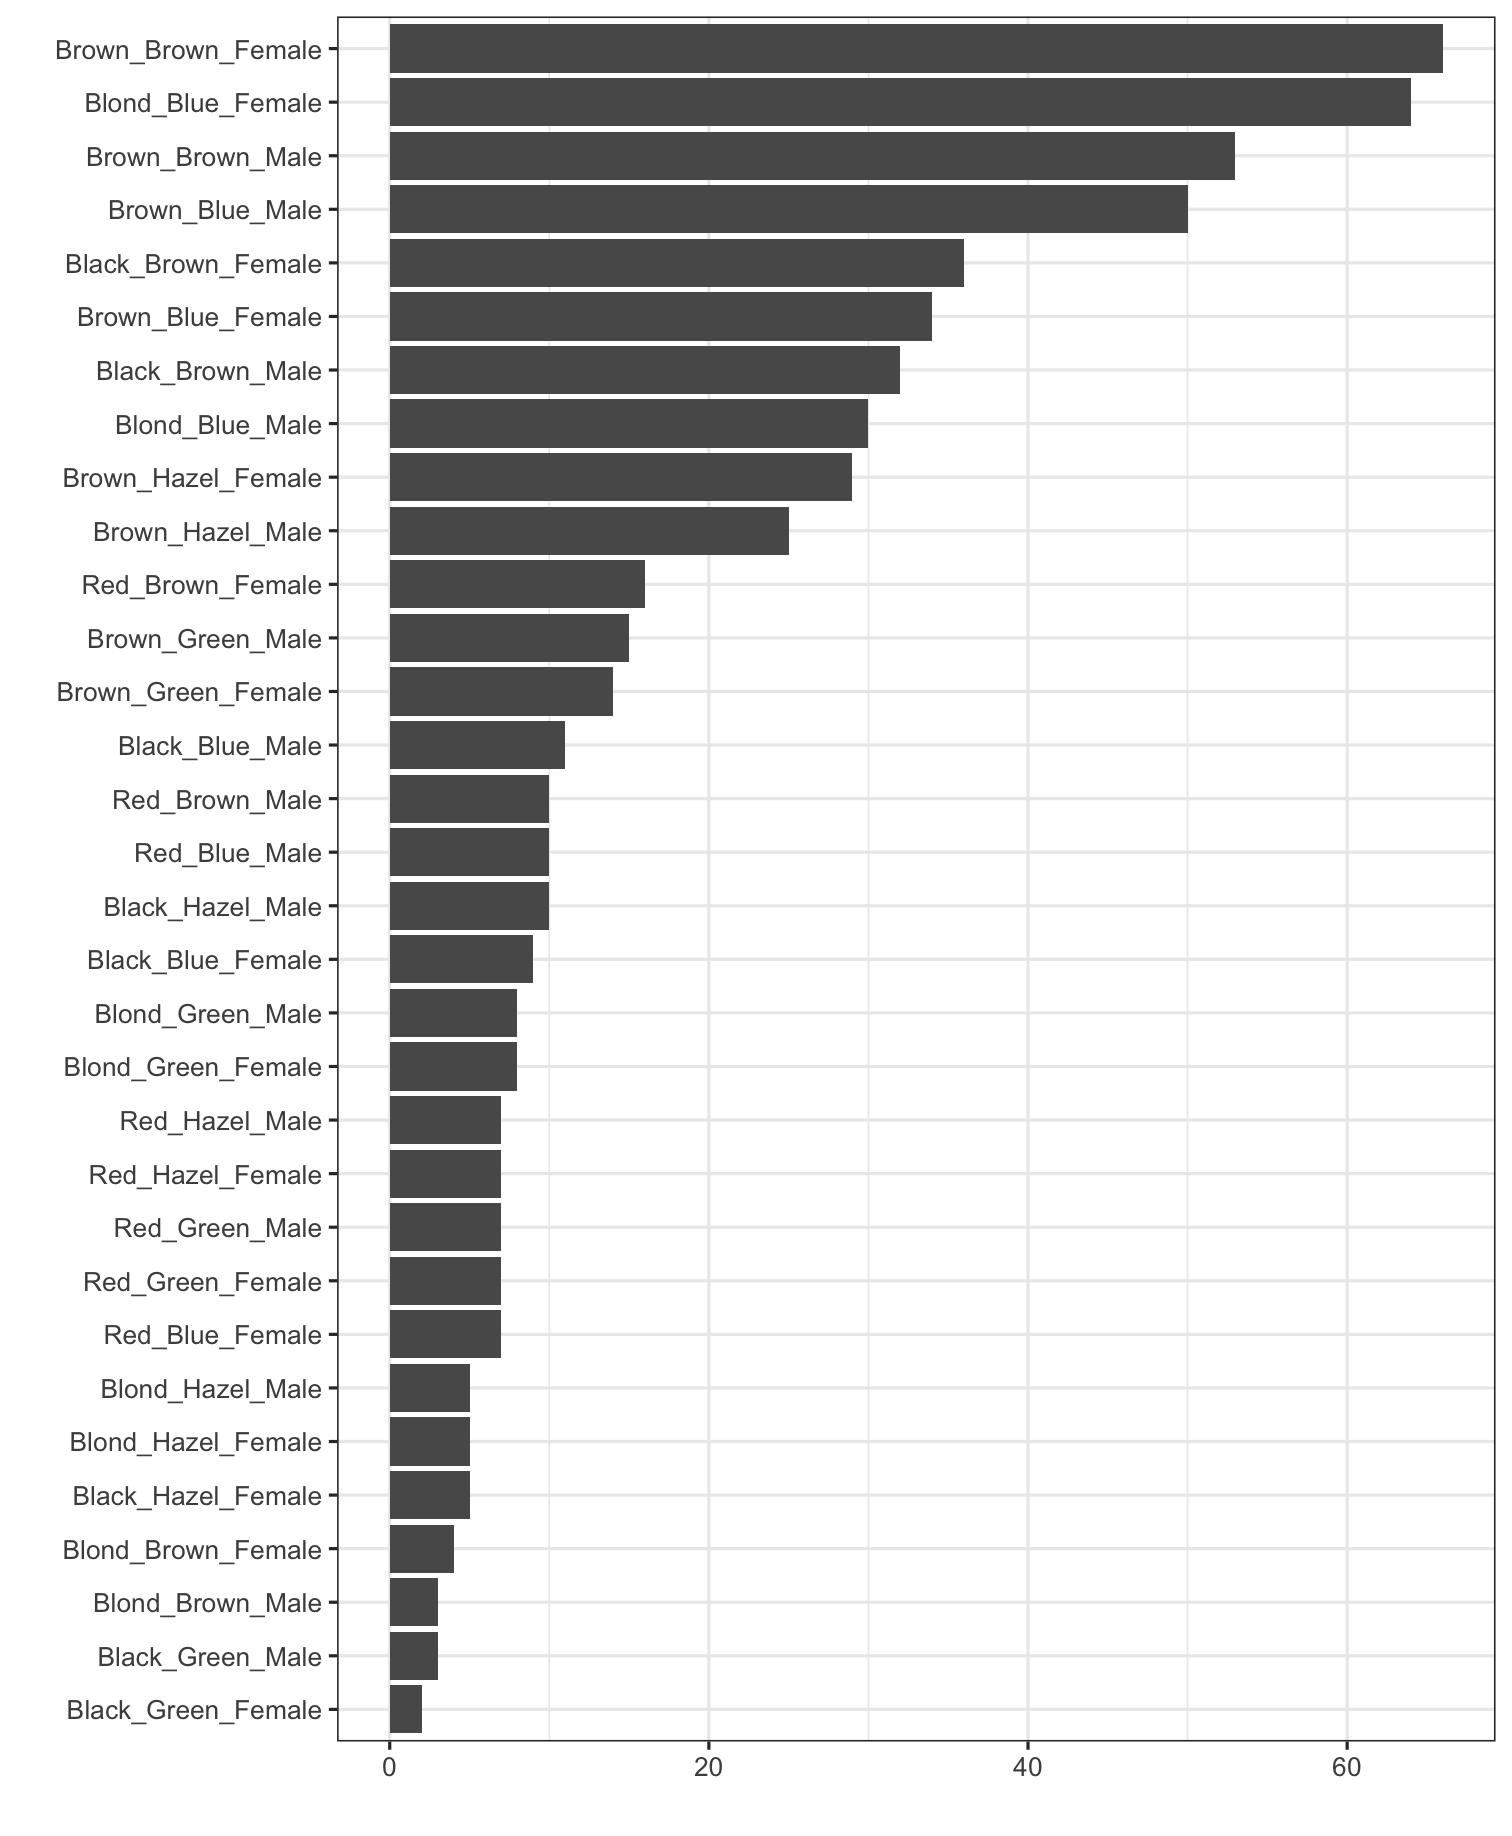 Brown_Brown_Female
Blond_Blue_Female
Brown_Brown_Male
Brown_Blue_Male
Black_Brown_Female
Brown_Blue_Female
Black_Brown_Male
Blond_Blue_Male
Brown_Hazel_Female
Brown_Hazel_Male
Red_Brown_Female
Brown_Green_Male
Brown_Green_Female
Black_Blue_Male
Red_Brown_Male
Red_Blue_Male
Black_Hazel_Male
Black_Blue_Female
Blond_Green_Male
Blond_Green_Female
Red_Hazel_Male
Red_Hazel_Female
Red_Green_Male
Red_Green_Female
Red_Blue_Female
Blond_Hazel_Male
Blond_Hazel_Female
Black_Hazel_Female
Blond_Brown_Female
Blond_Brown_Male
Black_Green_Male
Black_Green_Female
0 20 40 60